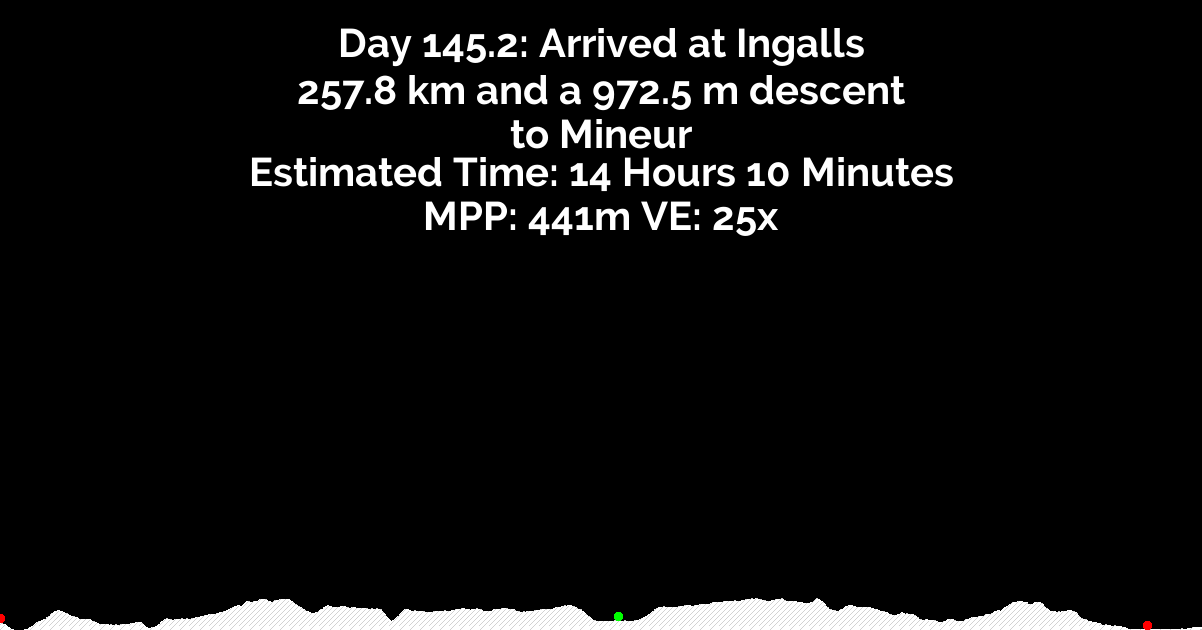 Day 145.2: Arrived at Ingalls
257.8 km and a 972.5 m descent
to Mineur
Estimated Time: 14 Hours 10 Minutes
MPP: 441m VE: 25x